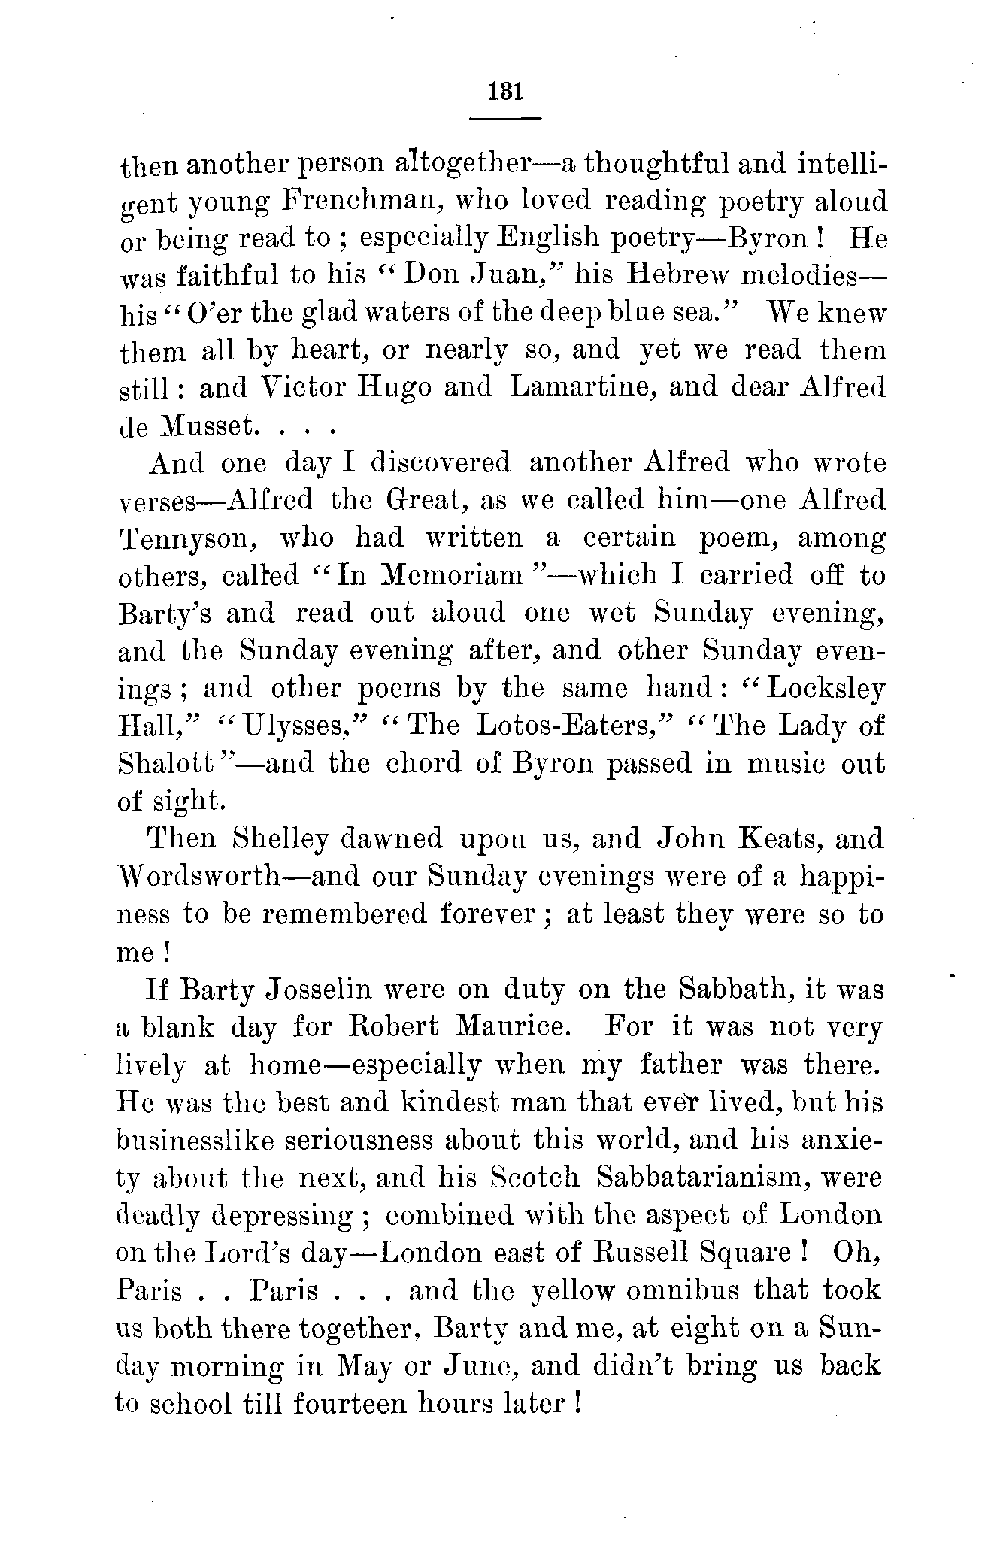 181
then another person altogether—a thoughtful and intelli-
gent young Frenchman, who loved reading poetry aloud
or being read to ; especially English poetry—Byron ! He
was faithful to his “ Don Juan,” his Hebrew melodies—
his “ O’er the glad waters of the deep blue sea.” We knew
them all by heart, or nearly so, and yet we read them
still : and Victor Hugo and Lamartine, and dear Alfred
de Musset. . . .
And one day I discovered another Alfred who wrote
verses—Alfred the Great, as we called him—one Alfred
Tennyson, who had written a certain poem, among
others, called “ In Memoriam ”—which I carried off to
Barty’s and read out aloud one wet Sunday evening,
and the Sunday evening after, and other Sunday even-
ings ; and other poems by the same hand : “ Locksley
Hall,” “ Ulysses,” “ The Lotos-Eaters,” “ The Lady of
Shalott ”—and the chord of Byron passed in music out
of sight.
Then Shelley dawned upon us, and John Keats, and
Wordsworth—and our Sunday evenings were of a happi-
ness to be remembered forever ; at least they were so to
me !
If Barty Josselin were on duty on the Sabbath, it was
a blank day for Robert Maurice. For it was not very
lively at home—especially when my father was there.
He was the best and kindest man that ever lived, but his
businesslike seriousness about this world, and his anxie-
ty about the next, and his Scotch Sabbatarianism, were
deadly depressing ; combined with the aspect of London
on the Lord’s day—London east of Russell Square ! Oh,
Paris . . Paris . . . and the yellow omnibus that took
us both there together, Barty and me, at eight on a Sun-
day morning in May or June, and didn’t bring us back
to school till fourteen hours later !